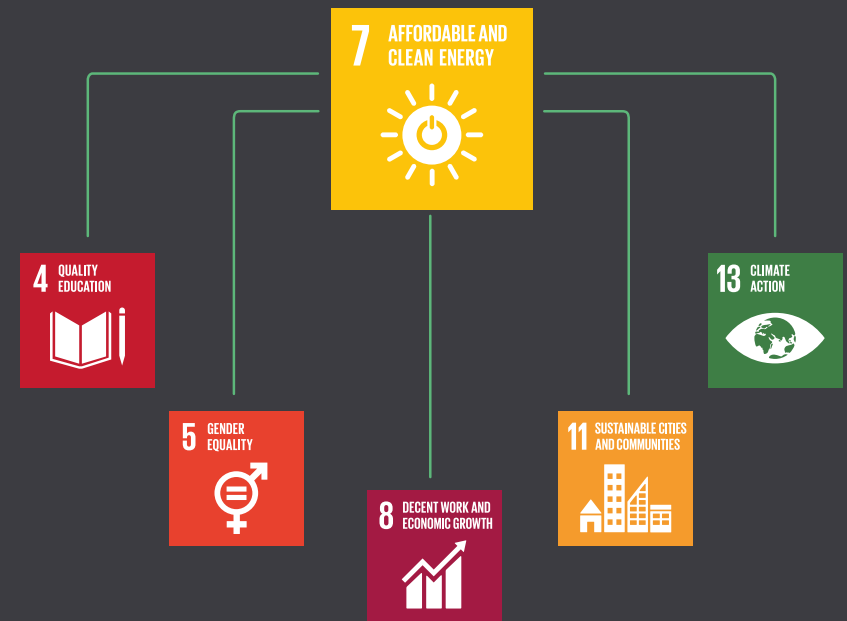 7 AFFORDABLE AND
CLEAN ENERGY
4 QUALITY
EDUCATION
13 CLIMATE
ACTION
5 GENDER
EQUALITY
11 SUSTAINABLE CITIES
AND COMMUNITIES
8 DECENT WORK AND
ECONOMIC GROWTH